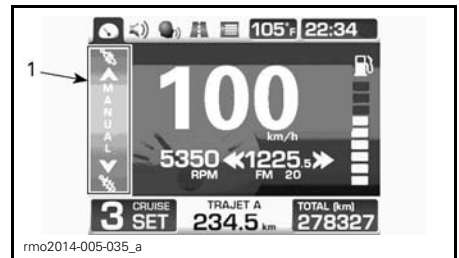 105°F 22:34
1
MANUAL
100
km/h
5350 1225.5
RPM FM 20
3 CRUISE SET
TRAJET A
234.5 km
TOTAL (km)
278327
rmo2014-005-035_a